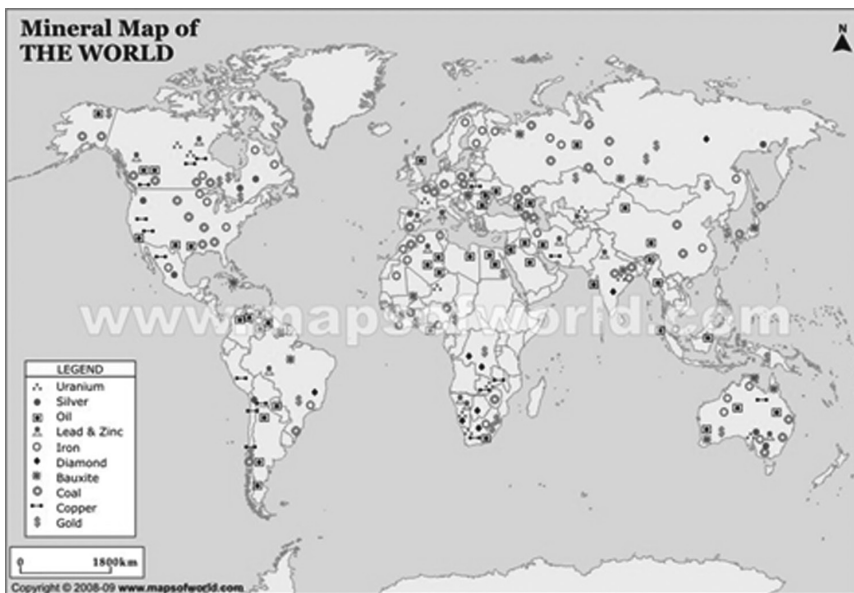 Mineral Map of
THE WORLD
N
www.mapsofworld.com
LEGEND
Uranium
Silver
Oil
Lead & Zinc
Iron
Diamond
Bauxite
Coal
Copper
$ Gold
0 1800km
Copyright © 2008-09 www.mapsofworld.com